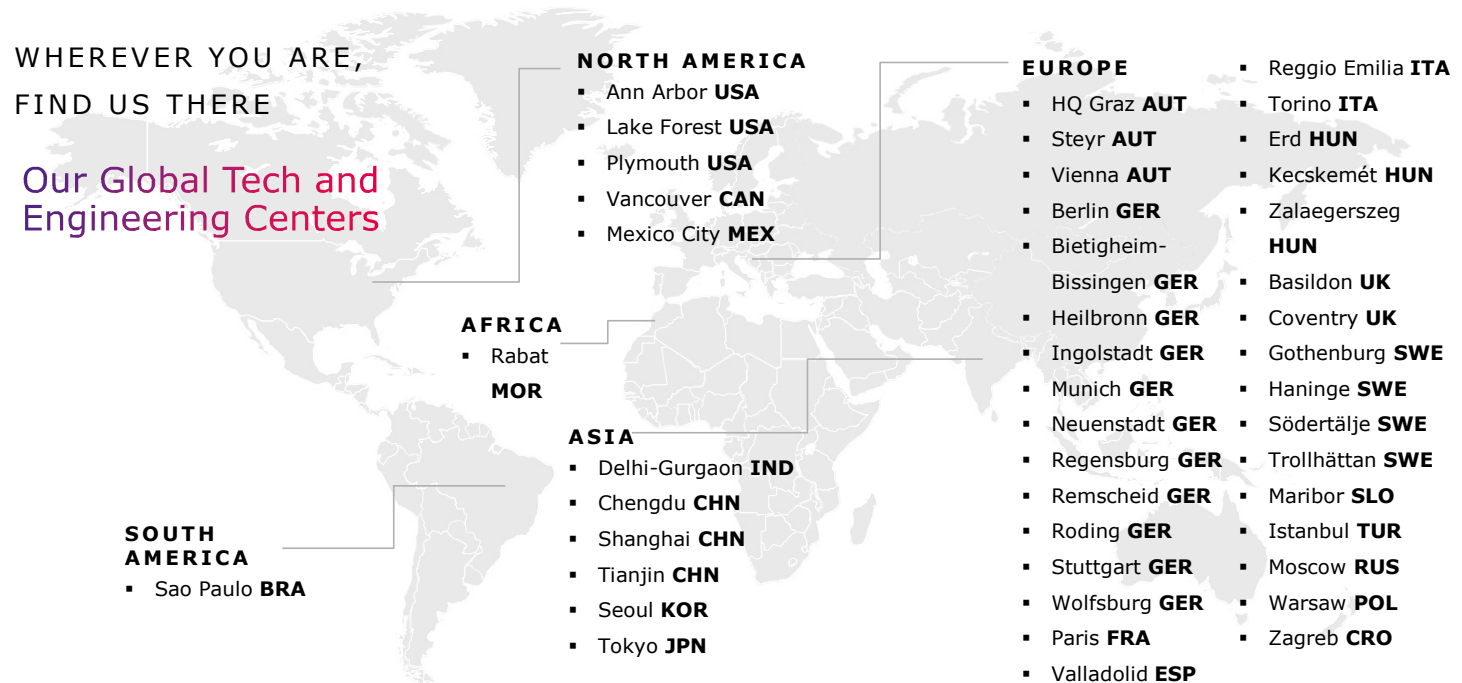 WHEREVER YOU ARE,
FIND US THERE
Our Global Tech and
Engineering Centers
NORTH AMERICA
▪ Ann Arbor USA
▪ Lake Forest USA
▪ Plymouth USA
▪ Vancouver CAN
▪ Mexico City MEX
AFRICA
▪ Rabat
MOR
ASIA
▪ Delhi-Gurgaon IND
▪ Chengdu CHN
▪ Shanghai CHN
▪ Tianjin CHN
▪ Seoul KOR
▪ Tokyo JPN
SOUTH
AMERICA
▪ Sao Paulo BRA
EUROPE
▪ HQ Graz AUT
▪ Steyr AUT
▪ Vienna AUT
▪ Berlin GER
▪ Bietigheim-
Bissingen GER
▪ Heilbronn GER
▪ Ingolstadt GER
▪ Munich GER
▪ Neuenstadt GER
▪ Regensburg GER
▪ Remscheid GER
▪ Roding GER
▪ Stuttgart GER
▪ Wolfsburg GER
▪ Paris FRA
▪ Valladolid ESP
▪ Reggio Emilia ITA
▪ Torino ITA
▪ Erd HUN
▪ Kecskemét HUN
▪ Zalaegerszeg
HUN
▪ Basildon UK
▪ Coventry UK
▪ Gothenburg SWE
▪ Haninge SWE
▪ Södertälje SWE
▪ Trollhättan SWE
▪ Maribor SLO
▪ Istanbul TUR
▪ Moscow RUS
▪ Warsaw POL
▪ Zagreb CRO